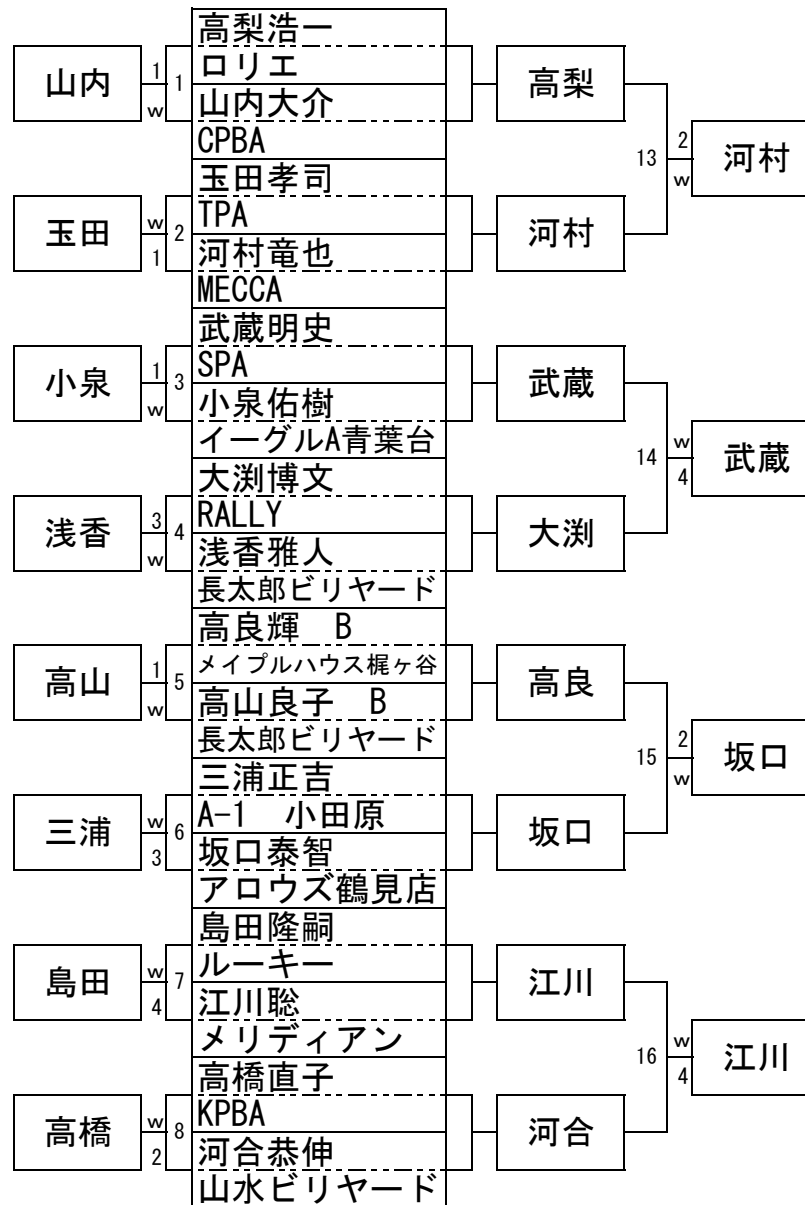 高梨浩一
山内
1
w
1
ロリエ
山内大介
高梨
CPBA
13
2
w
河村
玉田孝司
玉田
w
1
2
TPA
河村竜也
河村
MECCA
武蔵明史
小泉
1
w
3
SPA
小泉佑樹
武蔵
イーグルA青葉台
14
w
4
武蔵
大渕博文
浅香
3
w
4
RALLY
浅香雅人
大渕
長太郎ビリヤード
高良輝　B
高山
1
w
5
メイプルハウス梶ヶ谷
高山良子　B
高良
長太郎ビリヤード
15
2
w
坂口
三浦正吉
三浦
w
3
6
A-1　小田原
坂口泰智
坂口
アロウズ鶴見店
島田隆嗣
島田
w
4
7
ルーキー
江川聡
江川
メリディアン
16
w
4
江川
高橋直子
高橋
w
2
8
KPBA
河合恭伸
河合
山水ビリヤード